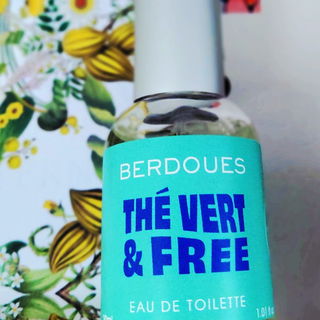 BERDOUES
THÉ VERT
& FREE
EAU DE TOILETTE